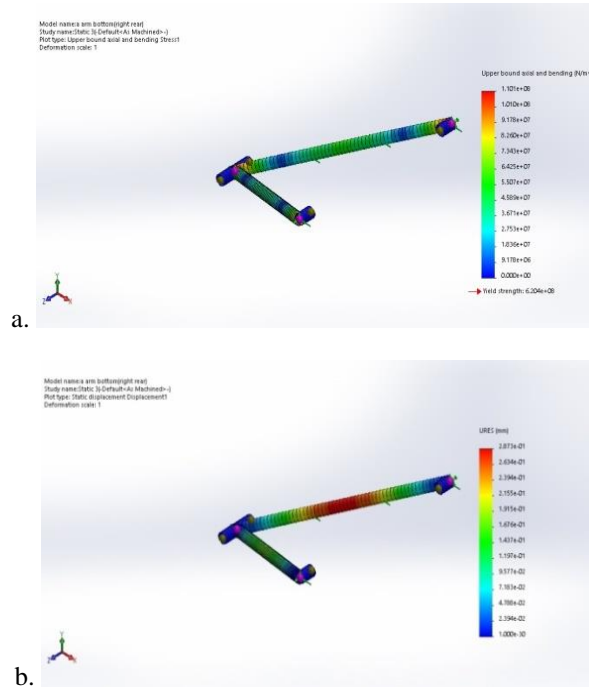 Model name:a arm bottom(right rear)
Study name:Static 3(-Default<As Machined>-)
Plot type: Upper bound axial and bending Stress1
Deformation scale: 1
Upper bound axial and bending (N/m
1.101e+08
1.010e+08
9.178e+07
8.260e+07
7.343e+07
6.425e+07
5.507e+07
4.589e+07
3.671e+07
2.753e+07
1.836e+07
9.178e+06
0.000e+00
Yield strength: 6.204e+08
Y
Z
X
a.
Model name:a arm bottom(right rear)
Study name:Static 3(-Default<As Machined>-)
Plot type: Static displacement Displacement1
Deformation scale: 1
URES (mm)
2.873e-01
2.634e-01
2.394e-01
2.155e-01
1.915e-01
1.676e-01
1.437e-01
1.197e-01
9.577e-02
7.183e-02
4.788e-02
2.394e-02
1.000e-30
Y
Z
X
b.